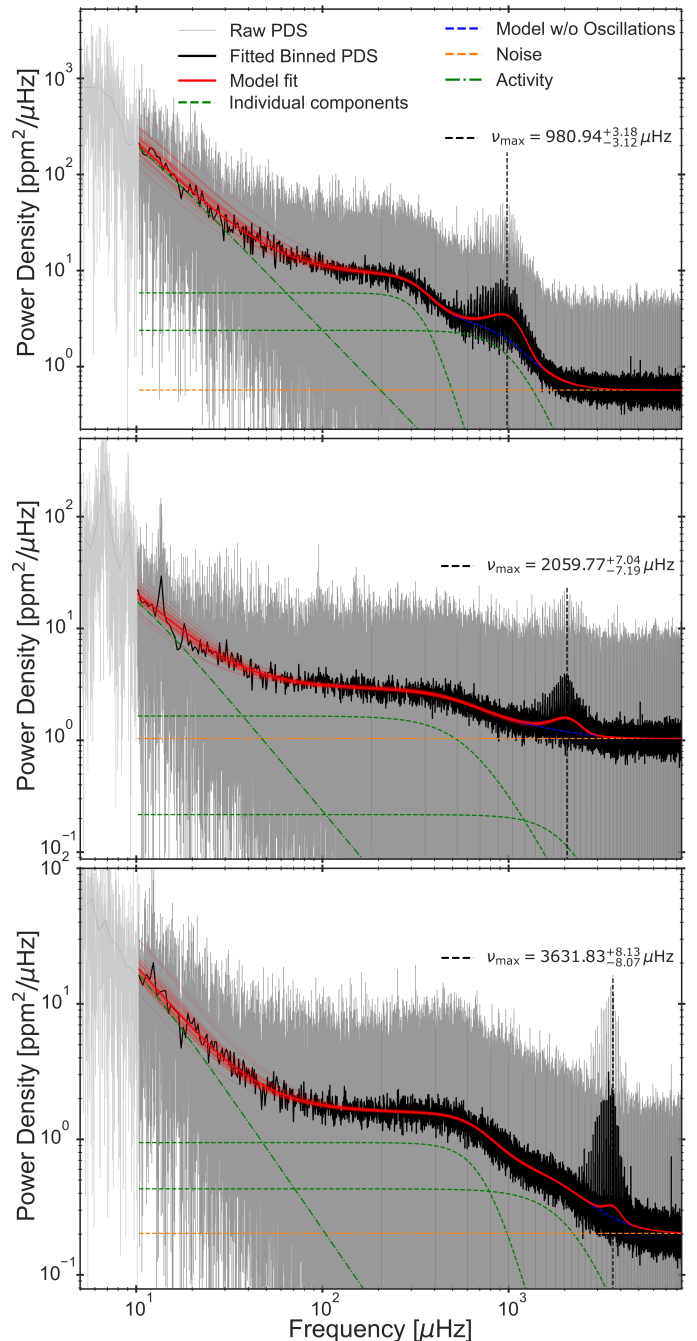 Raw PDS
Fitted Binned PDS
Model fit
Individual components
Model w/o Oscillations
Noise
Activity
ν_max = 980.94^{+3.18}_{-3.12} μHz
Power Density [ppm²/μHz]
10³
10²
10¹
10⁰
ν_max = 2059.77^{+7.04}_{-7.19} μHz
Power Density [ppm²/μHz]
10²
10¹
10⁰
10⁻¹
ν_max = 3631.83^{+8.13}_{-8.07} μHz
Power Density [ppm²/μHz]
10²
10¹
10⁰
10⁻¹
10¹ 10² 10³
Frequency [μHz]